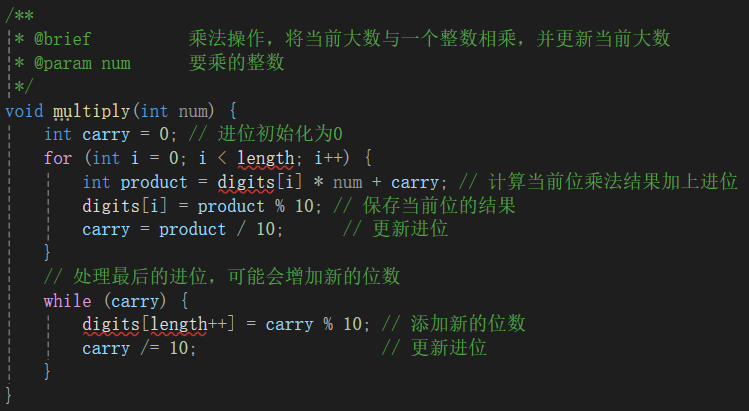 /**
* @brief 乘法操作，将当前大数与一个整数相乘，并更新当前大数
* @param num 要乘的整数
*/
void multiply(int num) {
int carry = 0; // 进位初始化为0
for (int i = 0; i < length; i++) {
int product = digits[i] * num + carry; // 计算当前位乘法结果加上进位
digits[i] = product % 10; // 保存当前位的结果
carry = product / 10; // 更新进位
}
// 处理最后的进位，可能会增加新的位数
while (carry) {
digits[length++] = carry % 10; // 添加新的位数
carry /= 10; // 更新进位
}
}